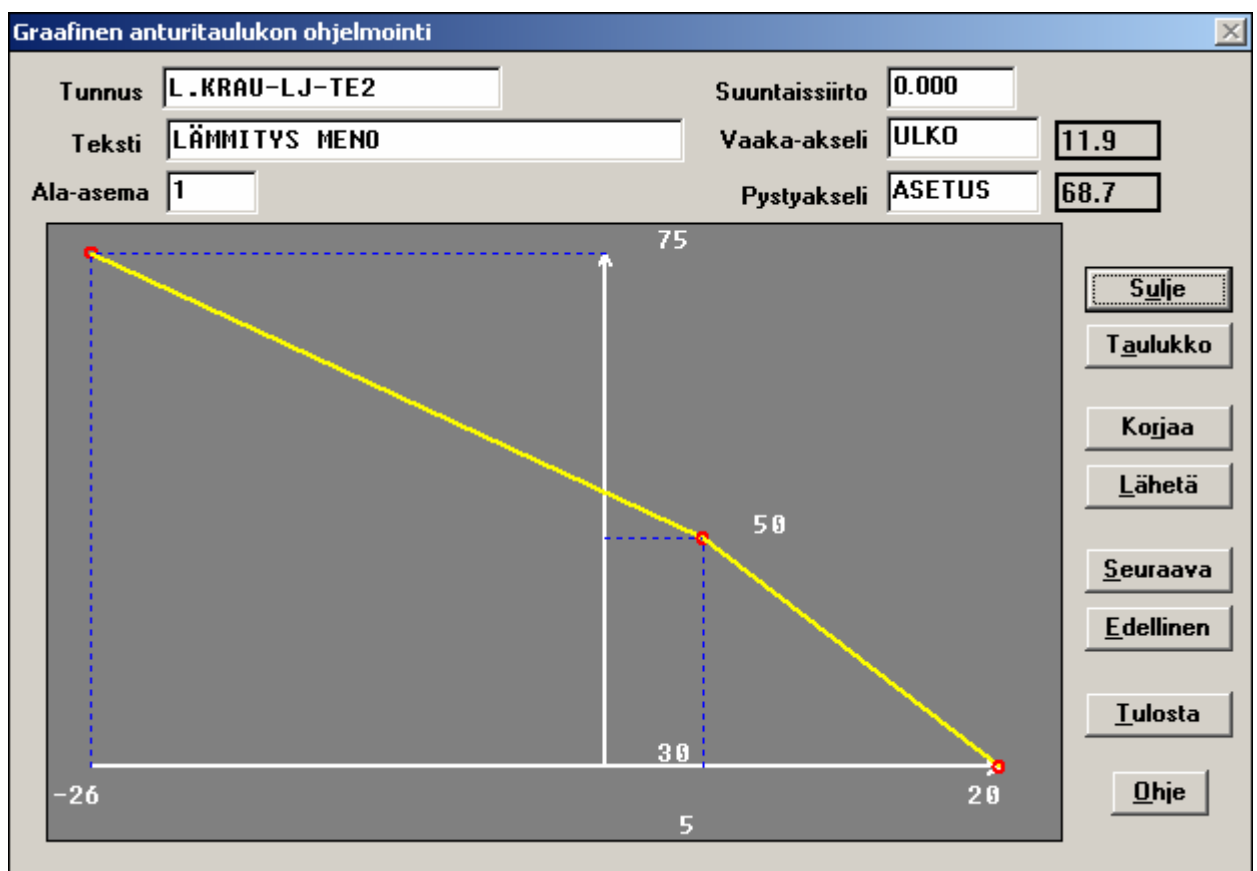 Graafinen anturitaulukon ohjelmointi
Tunnus L.KRAU-LJ-TE2 Suuntaissiirto 0.000
Teksti LÄMMITYS MENO Vaaka-akseli ULKO 11.9
Ala-asema 1 Pystyakseli ASETUS 68.7
75
Sulje
Taulukko
Korjaa
Lähetä
50
Seuraava
Edellinen
Tulosta
30
-26 20
Ohje
5